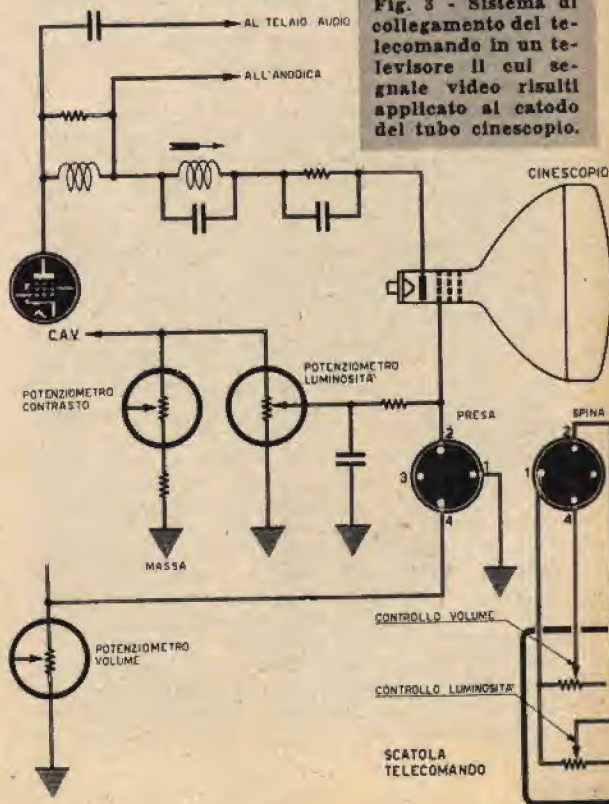 Fig. 3 - Sistema di
collegamento del te-
lecomando in un te-
levisore il cui se-
gnale video risulti
applicato al catodo
del tubo cinescopio.
AL TELAIO AUDIO
ALL'ANODICA
CINESCOPIO
C.A.V.
POTENZIOMETRO
CONTRASTO
POTENZIOMETRO
LUMINOSITA'
PRESA
SPINA
2
3
1
4
2
1
4
MASSA
POTENZIOMETRO
VOLUME
CONTROLLO VOLUME
CONTROLLO LUMINOSITA'
SCATOLA
TELECOMANDO